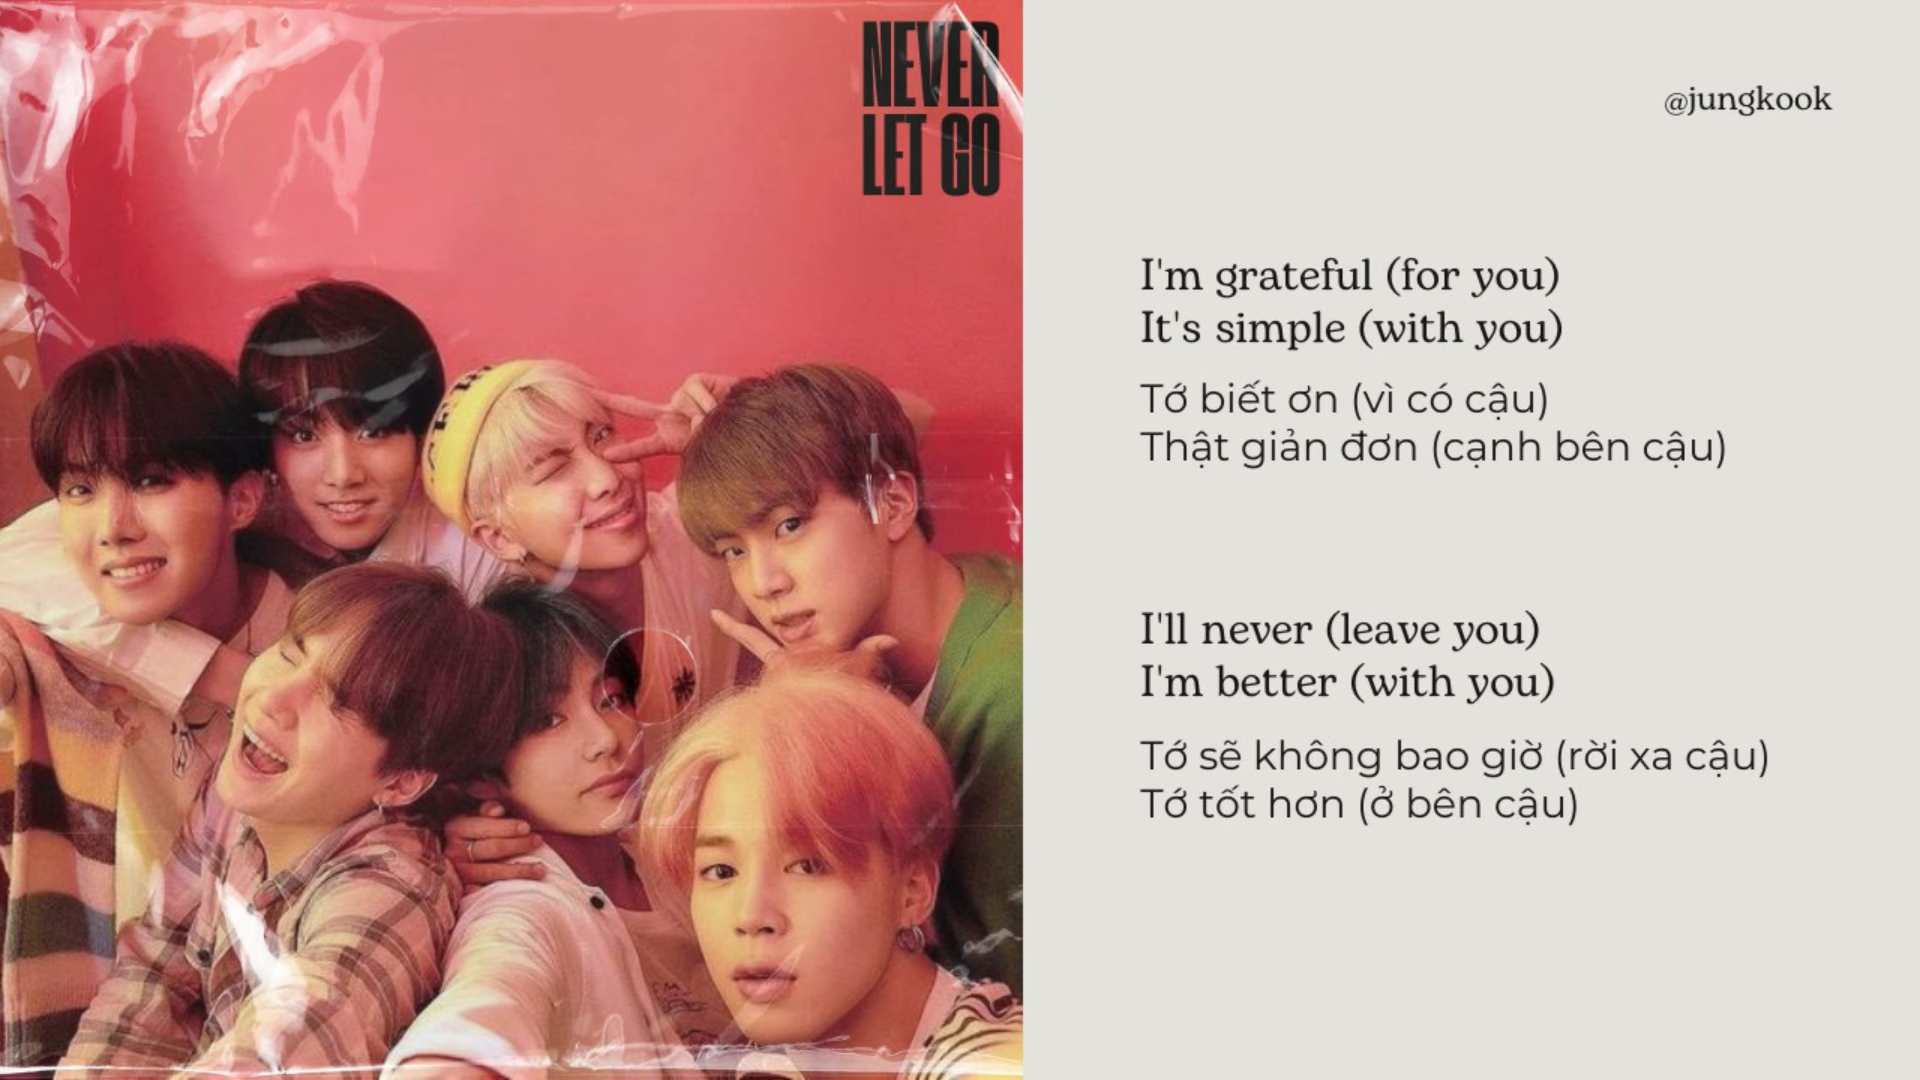 NEVER
LET GO
@jungkook
I'm grateful (for you)
It's simple (with you)
Tớ biết ơn (vì có cậu)
Thật giản đơn (cạnh bên cậu)
I'll never (leave you)
I'm better (with you)
Tớ sẽ không bao giờ (rời xa cậu)
Tớ tốt hơn (ở bên cậu)